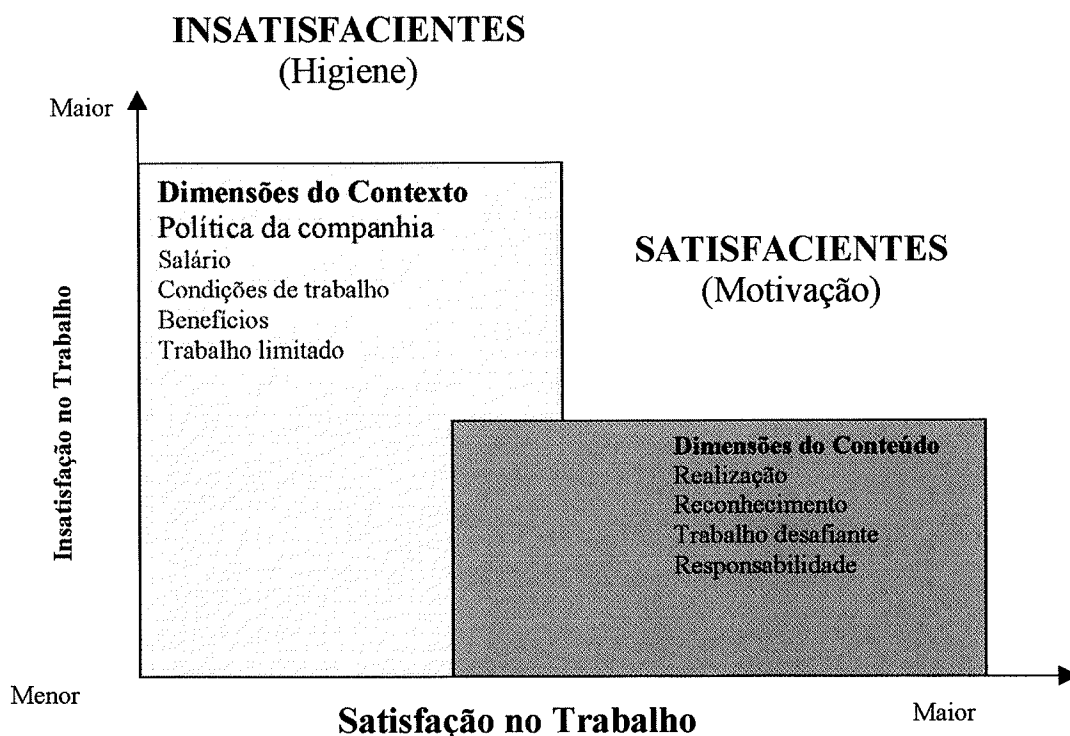 INSATISFACIENTES
(Higiene)
Maior
Dimensões do Contexto
Política da companhia
Salário
Condições de trabalho
Benefícios
Trabalho limitado
SATISFACIENTES
(Motivação)
Insatisfação no Trabalho
Dimensões do Conteúdo
Realização
Reconhecimento
Trabalho desafiante
Responsabilidade
Menor
Satisfação no Trabalho
Maior